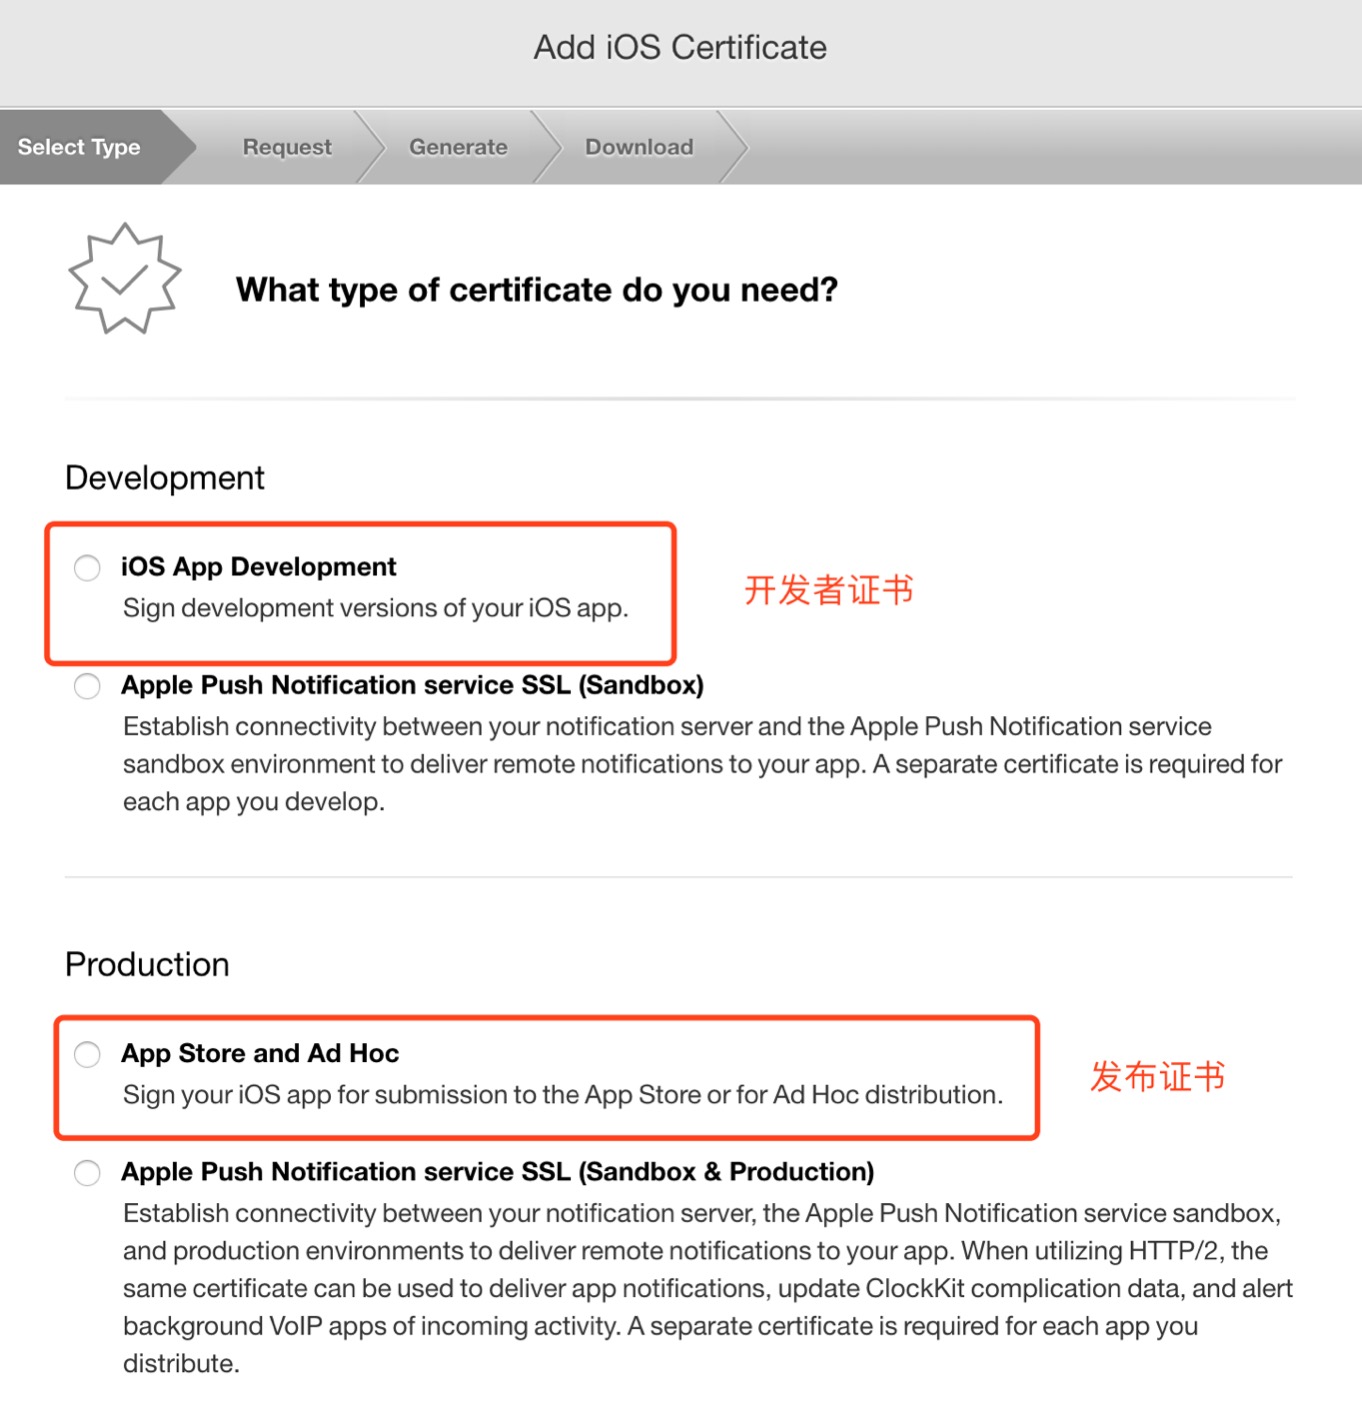 Add iOS Certificate
Select Type
Request
Generate
Download
What type of certificate do you need?
Development
iOS App Development
Sign development versions of your iOS app.
开发者证书
Apple Push Notification service SSL (Sandbox)
Establish connectivity between your notification server and the Apple Push Notification service
sandbox environment to deliver remote notifications to your app. A separate certificate is required for
each app you develop.
Production
App Store and Ad Hoc
Sign your iOS app for submission to the App Store or for Ad Hoc distribution.
发布证书
Apple Push Notification service SSL (Sandbox & Production)
Establish connectivity between your notification server, the Apple Push Notification service sandbox,
and production environments to deliver remote notifications to your app. When utilizing HTTP/2, the
same certificate can be used to deliver app notifications, update ClockKit complication data, and alert
background VoIP apps of incoming activity. A separate certificate is required for each app you
distribute.